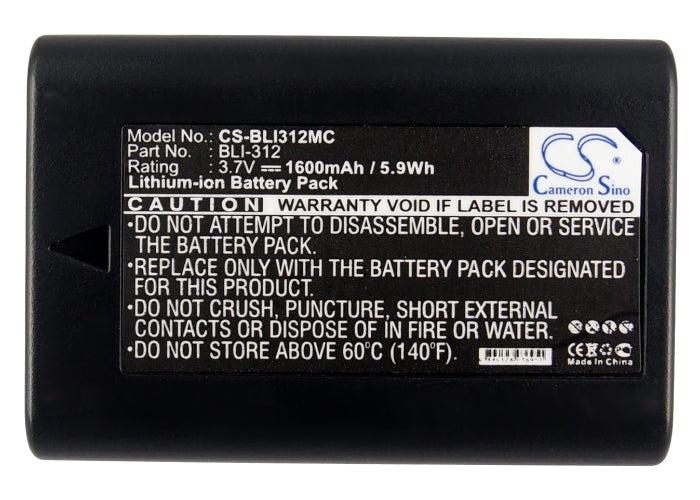 Model No.: CS-BLI312MC
Part No. : BLI-312
Rating : 3.7V 1600mAh / 5.9Wh
Lithium-ion Battery Pack
CS
Cameron Sino
CAUTION WARRANTY VOID IF LABEL REMOVED
•DO NOT ATTEMPT TO DISASSEMBLE, OPEN OR SERVICE
THE BATTERY PACK.
•REPLACE ONLY WITH THE BATTERY PACK DESIGNATED
FOR THIS PRODUCT.
•DO NOT CRUSH, PUNCTURE, SHORT EXTERNAL
CONTACTS OR DISPOSE OF IN FIRE OR WATER.
•DO NOT STORE ABOVE 60°C (140°F).
CE
Made In China